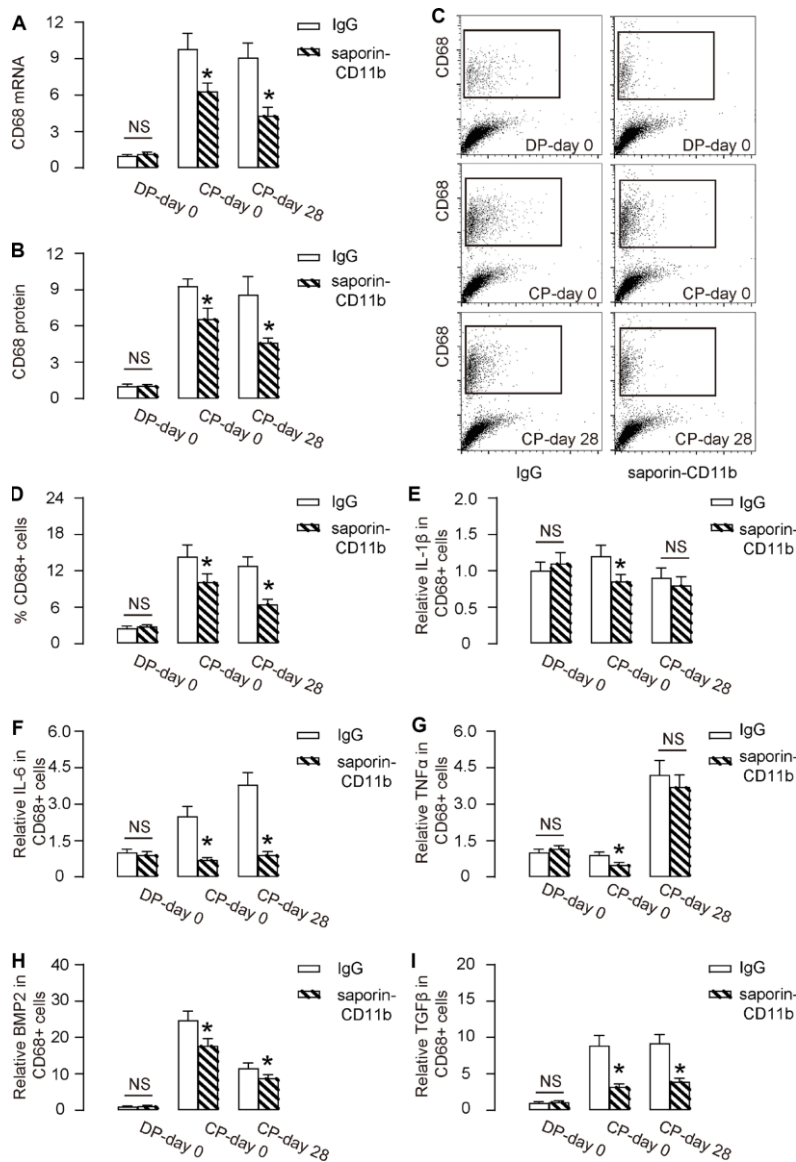 A
CD68 mRNA
12
9
6
3
0
NS
*
*
DP-day 0
CP-day 0
CP-day 28
IgG
saporin-
CD11b
B
CD68 protein
12
9
6
3
0
NS
*
*
DP-day 0
CP-day 0
CP-day 28
IgG
saporin-
CD11b
C
CD68
DP-day 0
DP-day 0
CD68
CP-day 0
CP-day 0
CD68
CP-day 28
CP-day 28
IgG
saporin-CD11b
D
% CD68+ cells
24
18
12
6
0
NS
*
*
DP-day 0
CP-day 0
CP-day 28
IgG
saporin-
CD11b
E
Relative IL-1β in
CD68+ cells
2.0
1.5
1.0
0.5
0.0
NS
*
NS
DP-day 0
CP-day 0
CP-day 28
IgG
saporin-
CD11b
F
Relative IL-6 in
CD68+ cells
6.0
4.5
3.0
1.5
0
NS
*
*
DP-day 0
CP-day 0
CP-day 28
IgG
saporin-
CD11b
G
Relative TNFα in
CD68+ cells
6.0
4.5
3.0
1.5
0
NS
*
NS
DP-day 0
CP-day 0
CP-day 28
IgG
saporin-
CD11b
H
Relative BMP2 in
CD68+ cells
40
30
20
10
0
NS
*
*
DP-day 0
CP-day 0
CP-day 28
IgG
saporin-
CD11b
I
Relative TGFβ in
CD68+ cells
20
15
10
5
0
NS
*
*
DP-day 0
CP-day 0
CP-day 28
IgG
saporin-
CD11b